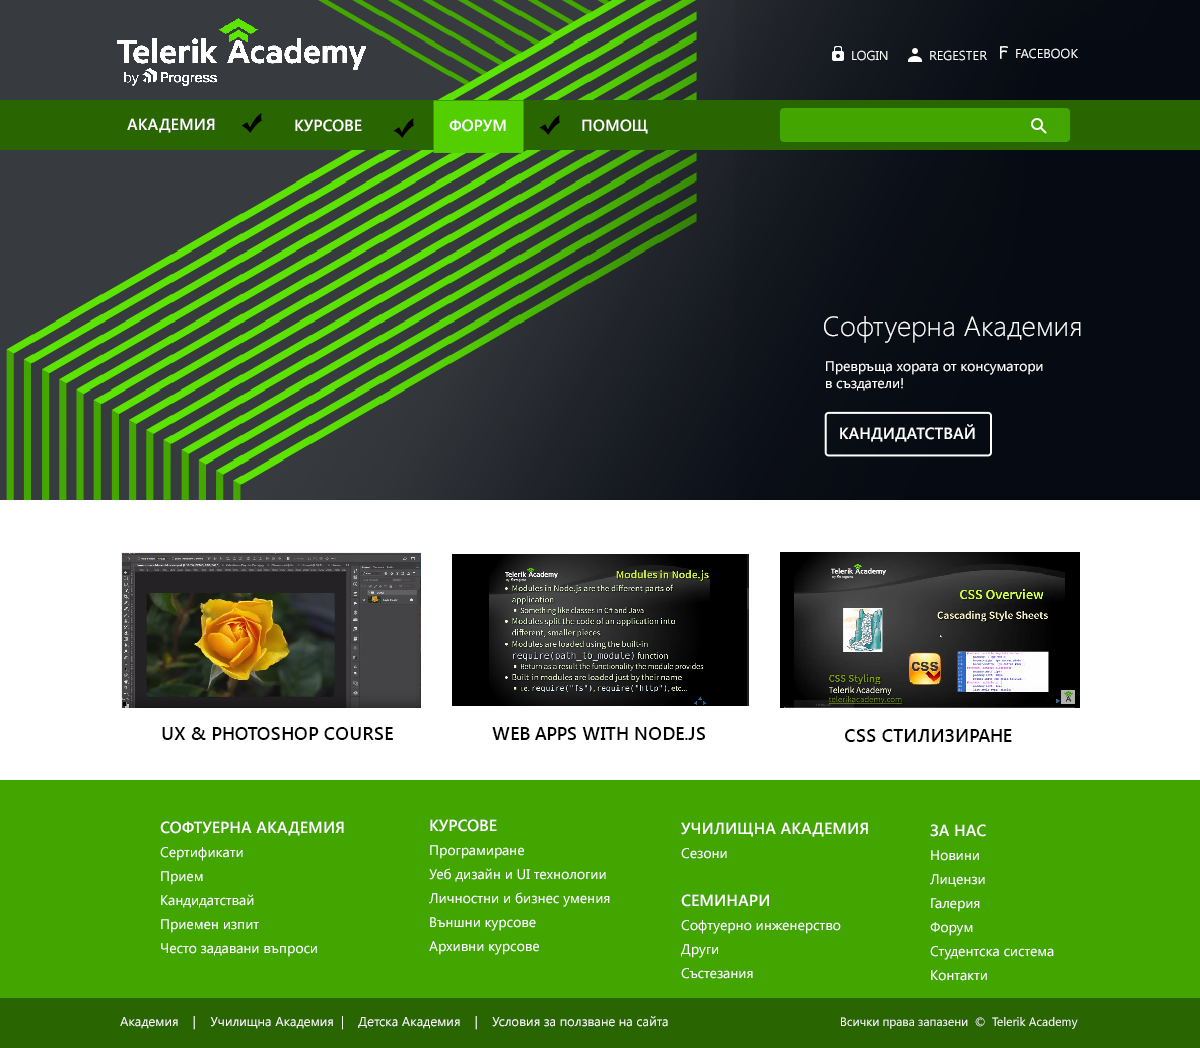 Telerik Academy
by Progress
LOGIN
REGESTER
F FACEBOOK
АКАДЕМИЯ
КУРСОВЕ
ФОРУМ
ПОМОЩ
Софтуерна Академия
Превръща хората от консуматори
в създатели!
КАНДИДАТСТВАЙ
Telerik Academy
by Progress
Modules in Node.js
Modules in Node.js are the different parts of
application
Something like classes in C# and Java
Modules split the code of an application into
different, smaller pieces
Modules are loaded using the built-in
require(path_to_module) function
Return as a result the functionality the module provides
Built-in modules are loaded just by their name
i.e. require("fs"), require("http"), etc…
Telerik Academy
by Progress
CSS Overview
Cascading Style Sheets
CSS
CSS Styling
Telerik Academy
telerikacademy.com
UX & PHOTOSHOP COURSE
WEB APPS WITH NODE.JS
CSS СТИЛИЗИРАНЕ
СОФТУЕРНА АКАДЕМИЯ
Сертификати
Прием
Кандидатствай
Приемен изпит
Често задавани въпроси
КУРСОВЕ
Програмиране
Уеб дизайн и UI технологии
Личностни и бизнес умения
Външни курсове
Архивни курсове
УЧИЛИЩНА АКАДЕМИЯ
Сезони
СЕМИНАРИ
Софтуерно инженерство
Други
Състезания
ЗА НАС
Новини
Лицензи
Галерия
Форум
Студентска система
Контакти
Академия | Училищна Академия | Детска Академия | Условия за ползване на сайта
Всички права запазени © Telerik Academy